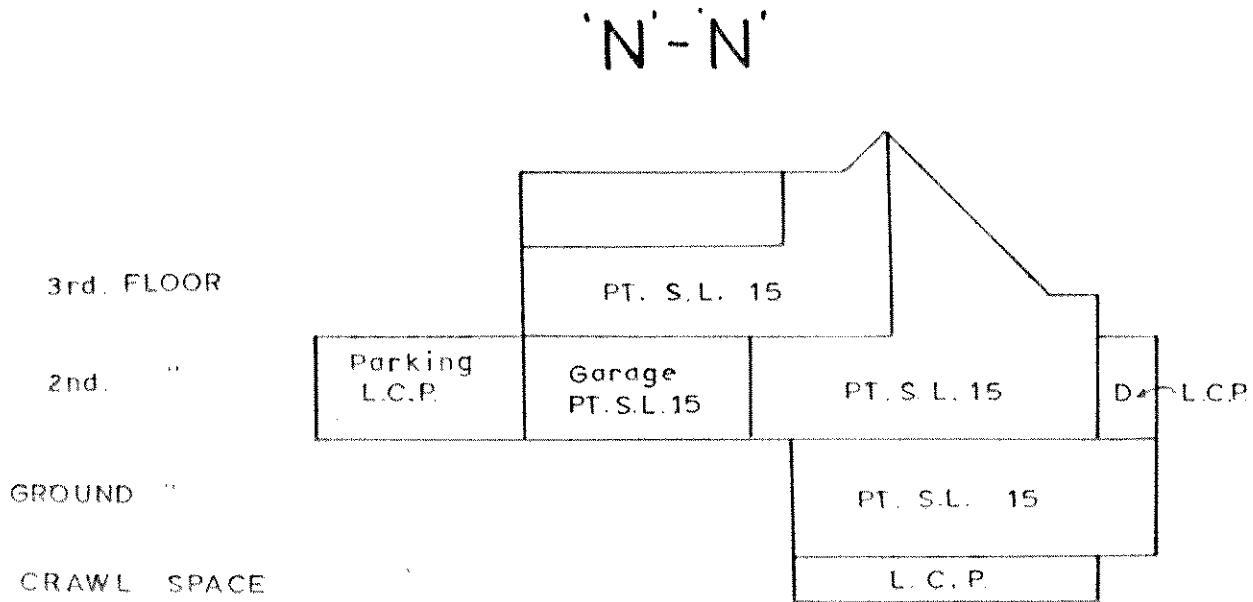 'N' - 'N'
3rd. FLOOR
PT. S.L. 15
2nd. "
Parking
L.C.P.
Garage
PT. S.L. 15
PT. S.L. 15
D
L.C.P.
GROUND "
PT. S.L. 15
CRAWL SPACE
L.C.P.